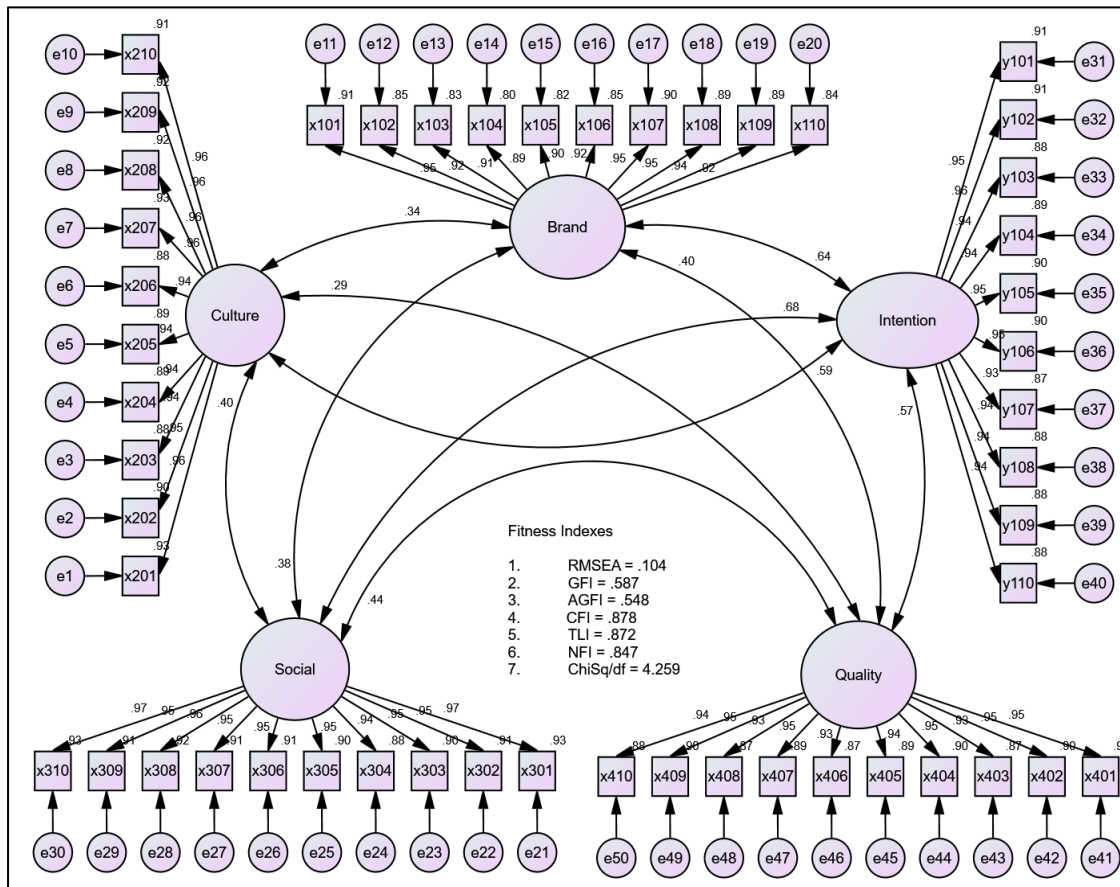 .91
e10 x210
.92
e9 x209
.92
e8 x208
.93
e7 x207
.88
e6 x206
.89
e5 x205
.89
e4 x204
.88
e3 x203
.90
e2 x202
.93
e1 x201
.96
.96
.96
.96
.94
.94
.94
.94
.95
.96
Culture
e11 e12 e13 e14 e15 e16 e17 e18 e19 e20
.91 .85 .83 .80 .82 .85 .90 .89 .89 .84
x101 x102 x103 x104 x105 x106 x107 x108 x109 x110
.95 .92 .91 .89 .90 .92 .95 .95 .94 .92
Brand
.91
y101 e31
.91
y102 e32
.88
y103 e33
.89
y104 e34
.90
y105 e35
.90
y106 e36
.87
y107 e37
.88
y108 e38
.88
y109 e39
.88
y110 e40
.95
.96
.94
.94
.95
.95
.93
.94
.94
.94
Intention
.34
.64
.40
.29
.68
.59
.40
.57
.38
.44
Fitness Indexes
1. RMSEA = .104
2. GFI = .587
3. AGFI = .548
4. CFI = .878
5. TLI = .872
6. NFI = .847
7. ChiSq/df = 4.259
Social
.97 .95 .96 .95 .95 .95 .94 .95 .95 .97
.93 .91 .92 .91 .91 .90 .88 .90 .91 .93
x310 x309 x308 x307 x306 x305 x304 x303 x302 x301
e30 e29 e28 e27 e26 e25 e24 e23 e22 e21
Quality
.94 .95 .93 .95 .93 .94 .95 .93 .95 .95
.88 .90 .87 .89 .87 .89 .90 .87 .90
x410 x409 x408 x407 x406 x405 x404 x403 x402 x401
e50 e49 e48 e47 e46 e45 e44 e43 e42 e41